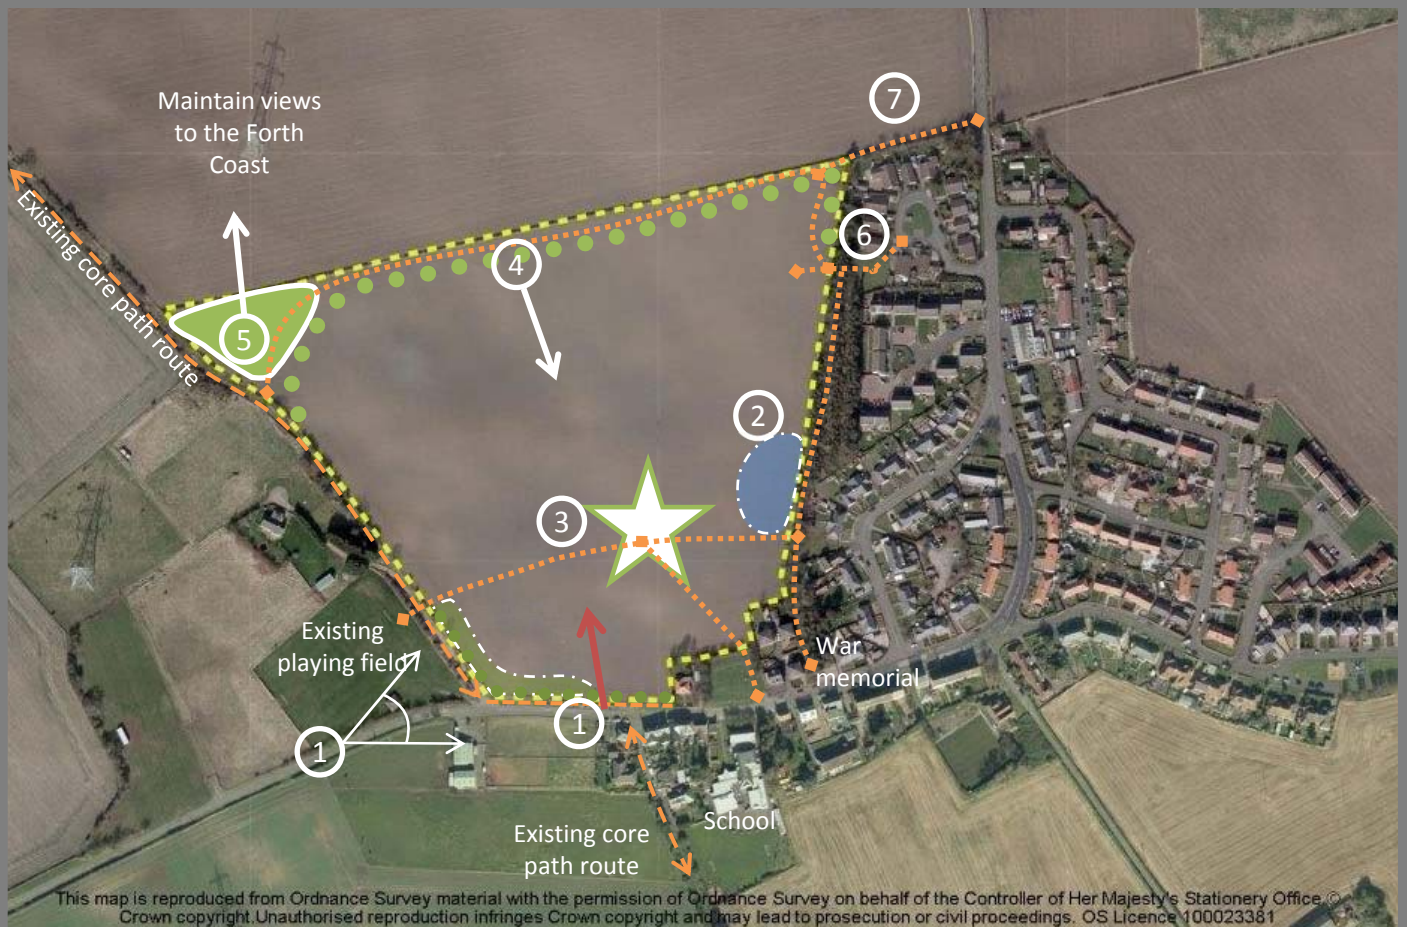 7
Maintain views
to the Forth
Coast
Existing core path route
6
4
5
2
3
Existing
playing field
War
memorial
1
1
School
Existing core
path route
This map is reproduced from Ordnance Survey material with the permission of Ordnance Survey on behalf of the Controller of Her Majesty's Stationery Office ©
Crown copyright.Unauthorised reproduction infringes Crown copyright and may lead to prosecution or civil proceedings. OS Licence 100023381